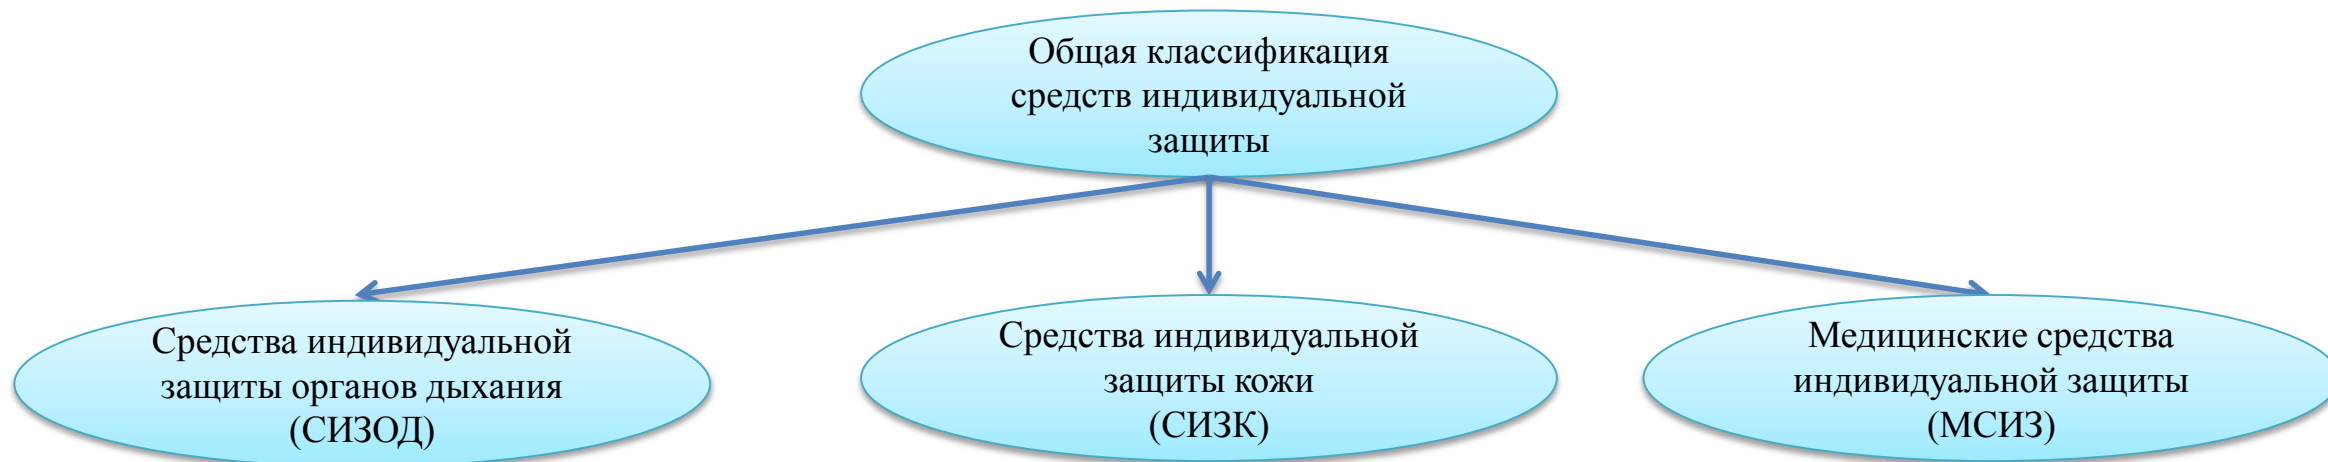 Общая классификация
средств индивидуальной
защиты
Средства индивидуальной
защиты органов дыхания
(СИЗОД)
Средства индивидуальной
защиты кожи
(СИЗК)
Медицинские средства
индивидуальной защиты
(МСИЗ)